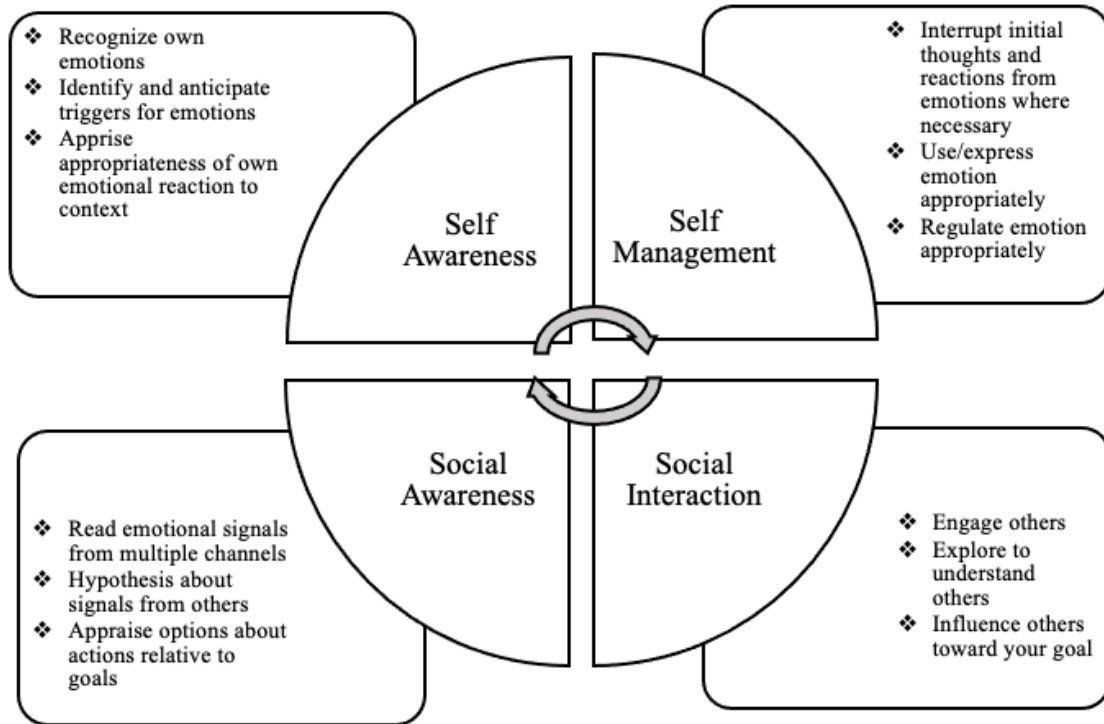 ❖ Recognize own
emotions
❖ Identify and anticipate
triggers for emotions
❖ Apprise
appropriateness of own
emotional reaction to
context
❖ Interrupt initial
thoughts and
reactions from
emotions where
necessary
❖ Use/express
emotion
appropriately
❖ Regulate emotion
appropriately
Self
Awareness
Self
Management
Social
Awareness
Social
Interaction
❖ Read emotional signals
from multiple channels
❖ Hypothesis about
signals from others
❖ Appraise options about
actions relative to
goals
❖ Engage others
❖ Explore to
understand
others
❖ Influence others
toward your goal